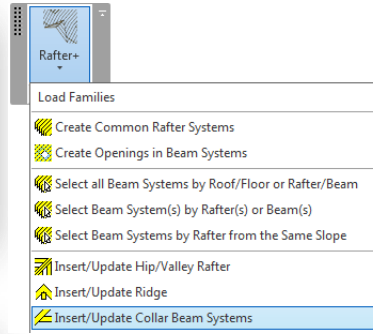 Rafter+
Load Families
Create Common Rafter Systems
Create Openings in Beam Systems
Select all Beam Systems by Roof/Floor or Rafter/Beam
Select Beam System(s) by Rafter(s) or Beam(s)
Select Beam Systems by Rafter from the Same Slope
Insert/Update Hip/Valley Rafter
Insert/Update Ridge
Insert/Update Collar Beam Systems